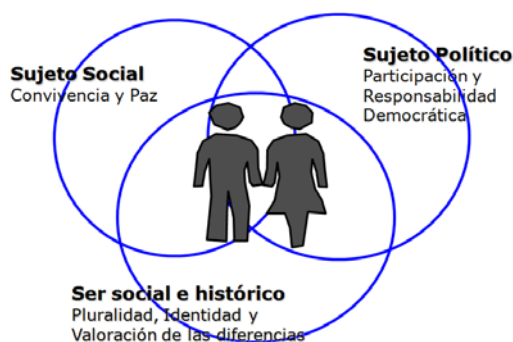 Sujeto Social
Convivencia y Paz
Sujeto Político
Participación y
Responsabilidad
Democrática
Ser social e histórico
Pluralidad, Identidad y
Valoración de las diferencias